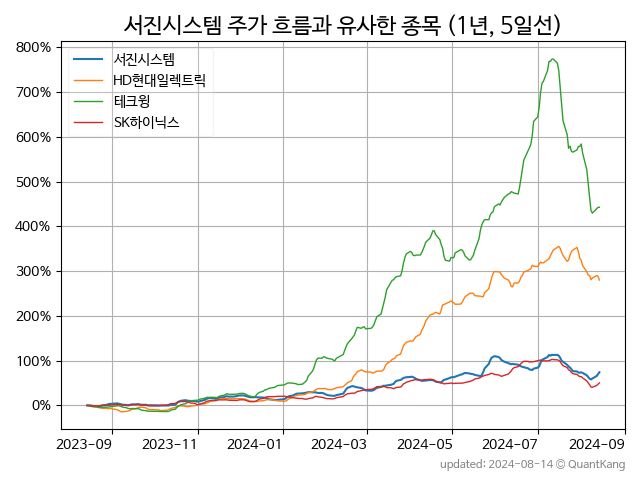 서진시스템 주가 흐름과 유사한 종목 (1년, 5일선)
800%
700%
600%
500%
400%
300%
200%
100%
0%
서진시스템
HD현대일렉트릭
테크윙
SK하이닉스
2023-09 2023-11 2024-01 2024-03 2024-05 2024-07 2024-09
updated: 2024-08-14 © QuantKang